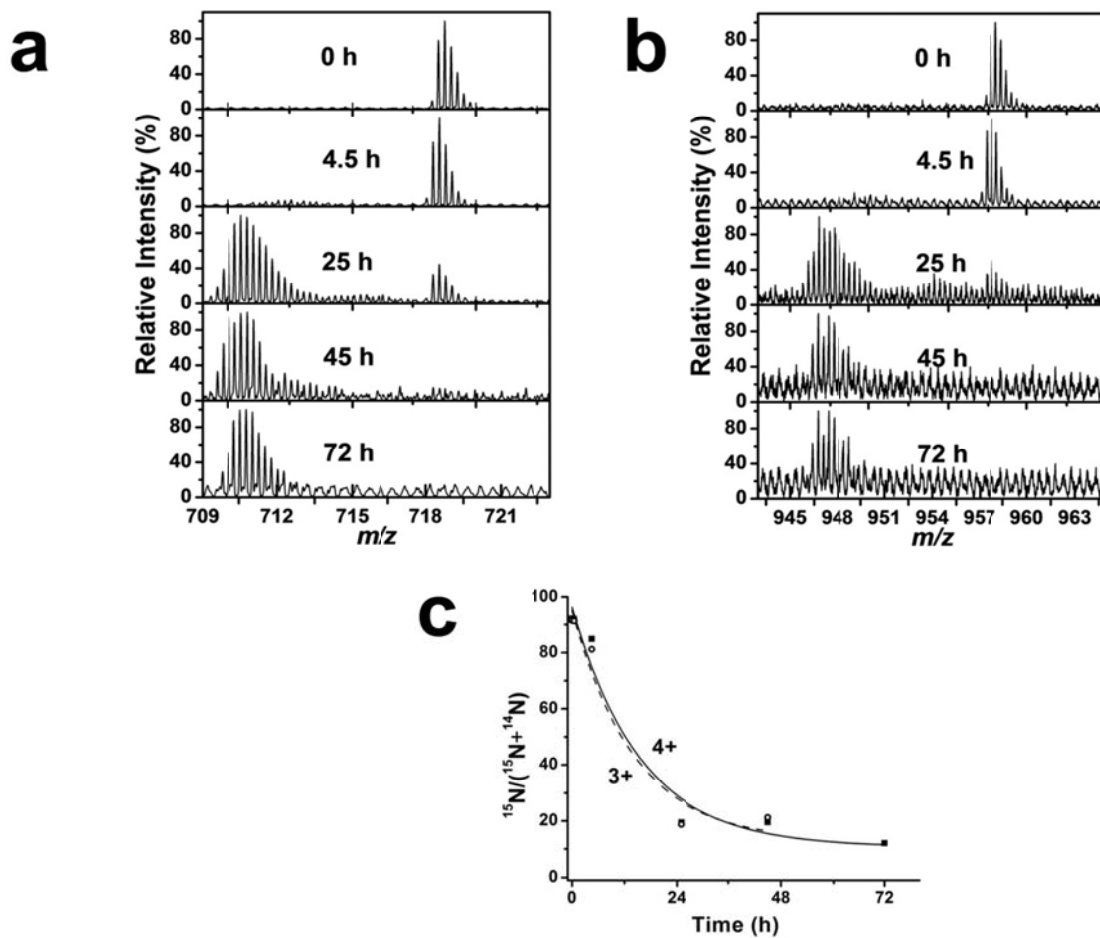 a
Relative Intensity (%)
80
40
0
0 h
80
40
0
4.5 h
80
40
0
25 h
80
40
0
45 h
80
40
0
72 h
709 712 715 718 721
m/z
b
Relative Intensity (%)
80
40
0
0 h
80
40
0
4.5 h
80
40
0
25 h
80
40
0
45 h
80
40
0
72 h
945 948 951 954 957 960 963
m/z
c
¹⁵N/(¹⁵N+¹⁴N)
100
80
60
40
20
0
4+
3+
0 24 48 72
Time (h)